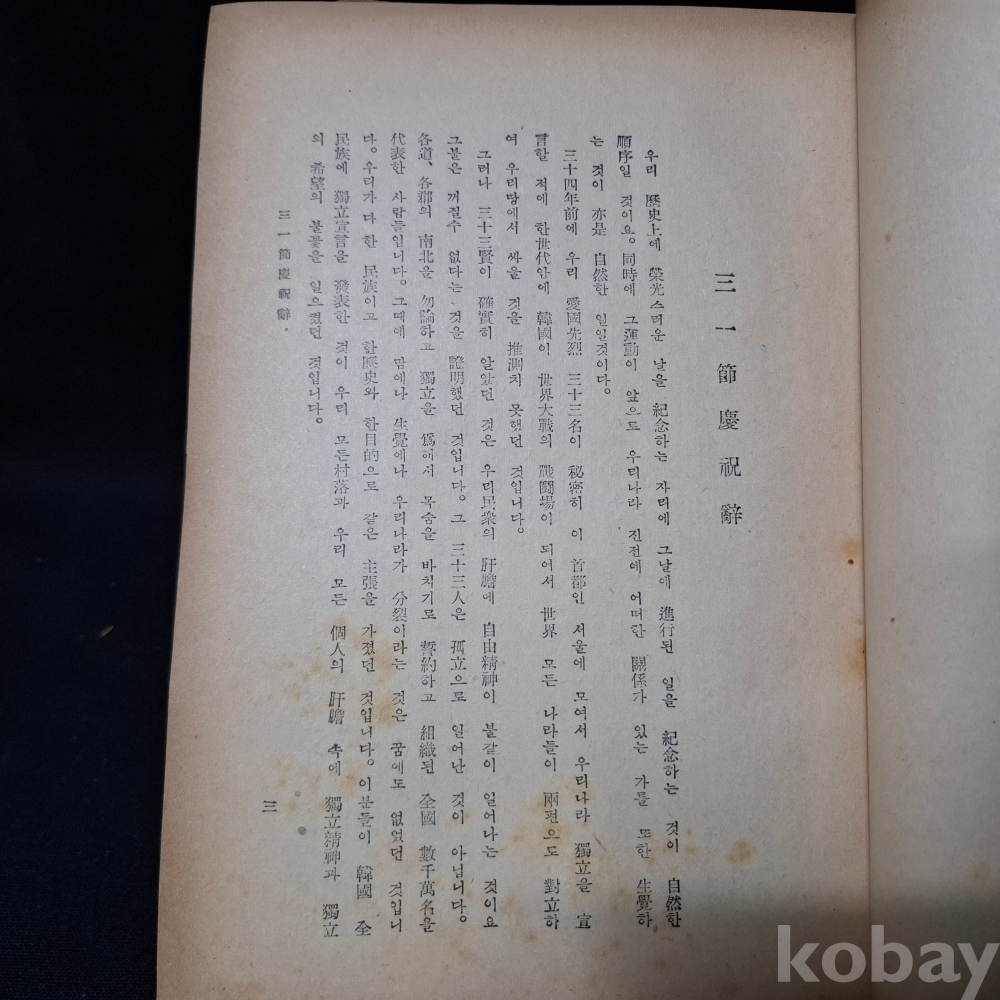 三一節慶祝辭
우리 歷史上에 榮光스러운 날을 紀念하는 자리에 그날에 進行된 일을 紀念하는 것이 自然한
順序일 것이요。同時에 그運動이 앞으로 우리나라 진전에 어떠한 關係가 있는 가를 또한 生覺하
는 것이 亦是 自然한 일일것이다。
三十四年前에 우리 愛國先烈 三十三名이 秘密히 이 首都인 서울에 모여서 우리나라 獨立을 宣
言할 적에 한世代안에 韓國이 世界大戰의 戰鬪場이 되어서 世界 모든 나라들이 兩편으도 對立하
여 우리땅에서 싸울 것을 推測치 못했던 것입니다。
그러나 三十三賢이 確實히 알았던 것은 우리民衆의 肝膽에 自由精神이 불같이 일어나는 것이요
그불은 꺼질수 없다는 것을 證明했던 것입니다。그 三十三人은 孤立으로 일어난 것이 아닙니다。
各道、各郡의 南北을 勿論하고 獨立을 爲해서 목숨을 바치기로 誓約하고 組織된 全國 數千萬名을
代表한 사람들입니다。그때에 맘에나 生覺에나 우리나라가 分裂이라는 것은 꿈에도 없었던 것입니
다。우리가 다 한 民族이고 한歷史와 한目的으로 같은 主張을 가졌던 것입니다。이분들이 韓國 全
民族에 獨立宣言을 發表한 것이 우리 모든村落과 우리 모든 個人의 肝膽 속에 獨立精神과 獨立
의 希望의 불꽃을 일으켰던 것입니다。
三一節慶祝辭
三
kobay